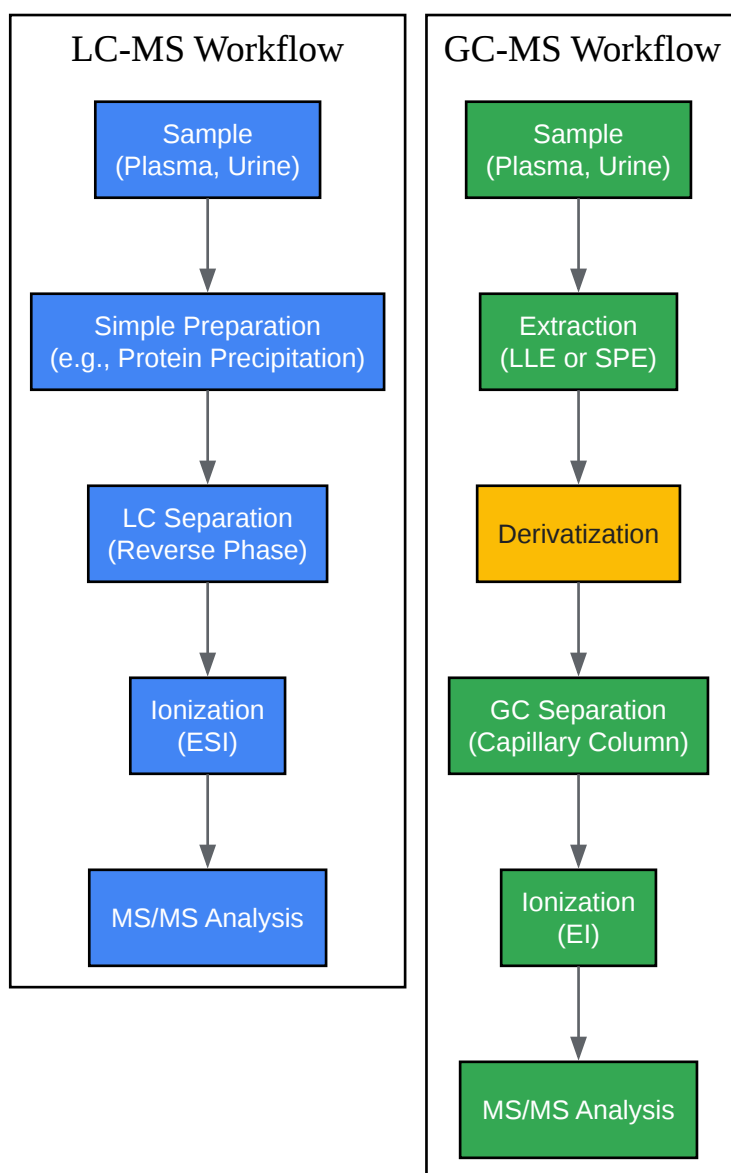 LC-MS Workflow
Sample
(Plasma, Urine)
Simple Preparation
(e.g., Protein Precipitation)
LC Separation
(Reverse Phase)
Ionization
(ESI)
MS/MS Analysis
GC-MS Workflow
Sample
(Plasma, Urine)
Extraction
(LLE or SPE)
Derivatization
GC Separation
(Capillary Column)
Ionization
(EI)
MS/MS Analysis